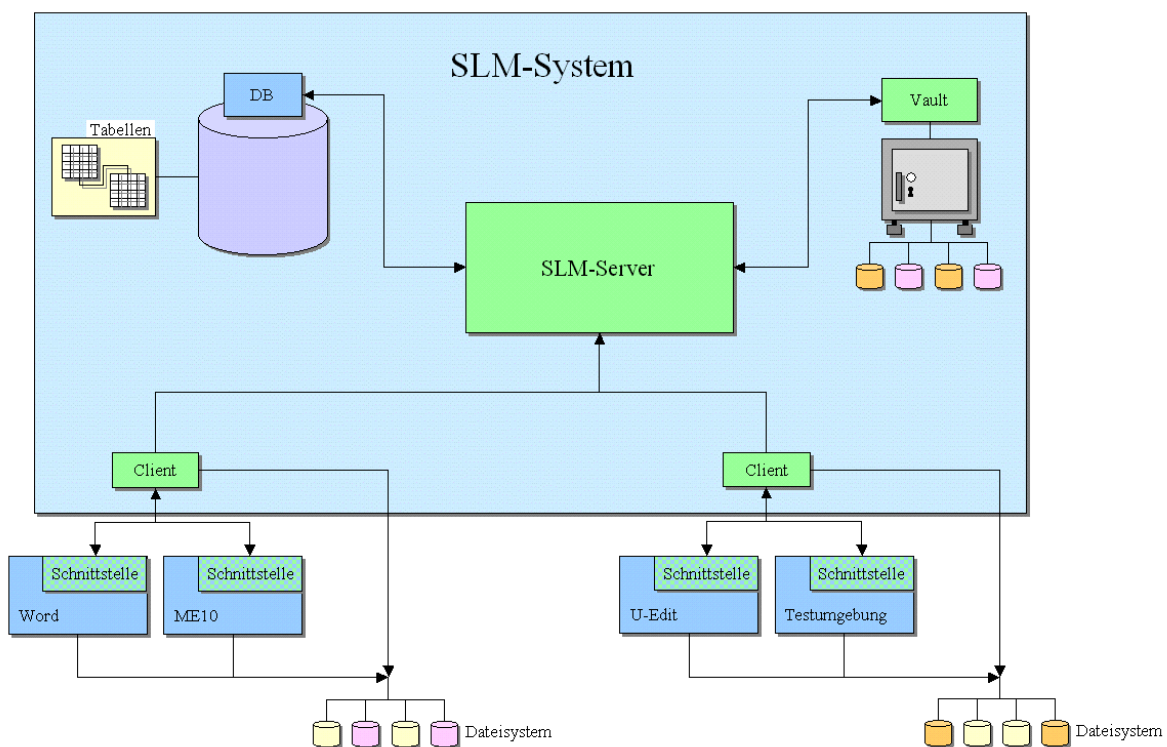 SLM-System
DB
Vault
Tabellen
SLM-Server
Client
Client
Schnittstelle
Schnittstelle
Schnittstelle
Schnittstelle
Word
ME10
U-Edit
Testumgebung
Dateisystem
Dateisystem